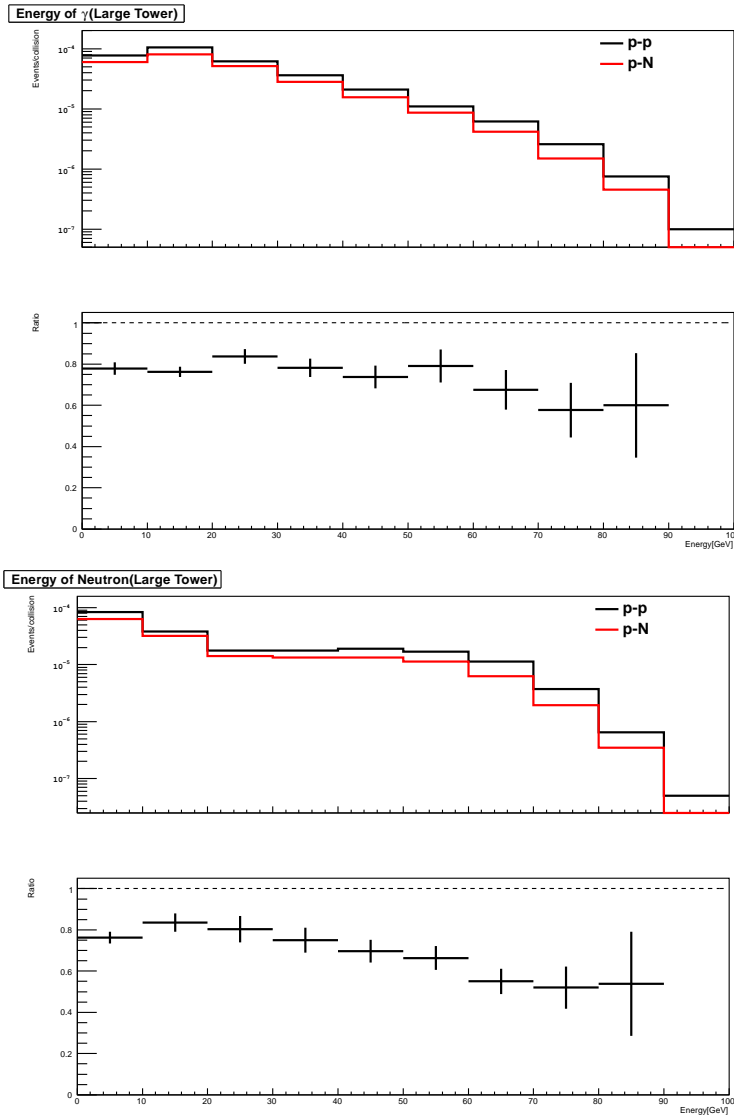 Energy of γ(Large Tower)
Events/collision
10⁻⁴
10⁻⁵
10⁻⁶
10⁻⁷
p-p
p-N
Ratio
1
0.8
0.6
0.4
0.2
0
0 10 20 30 40 50 60 70 80 90 100
Energy[GeV]
Energy of Neutron(Large Tower)
Events/collision
10⁻⁴
10⁻⁵
10⁻⁶
10⁻⁷
p-p
p-N
Ratio
1
0.8
0.6
0.4
0.2
0
0 10 20 30 40 50 60 70 80 90 100
Energy[GeV]